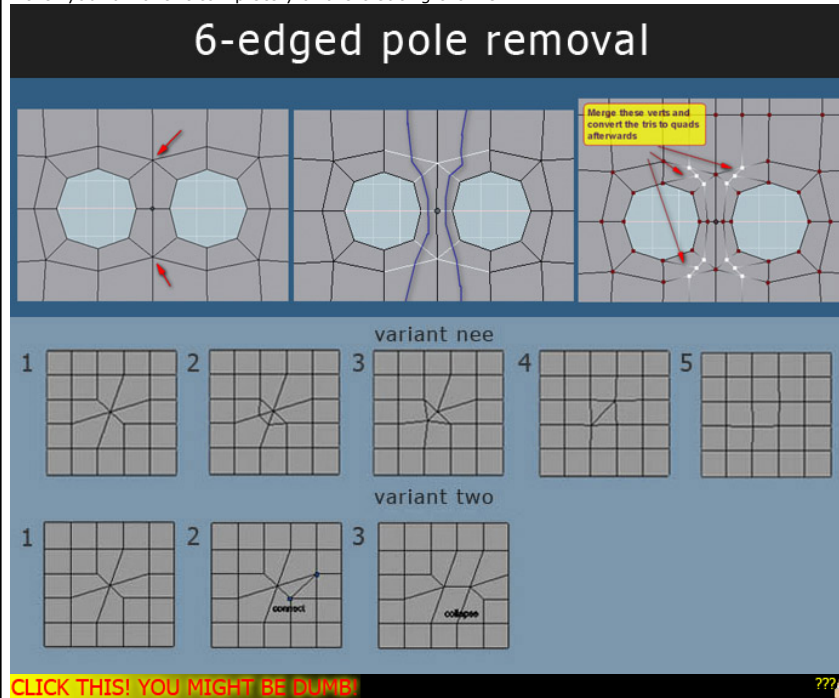 6-edged pole removal
Merge these verts and
convert the tris to quads
afterwards
variant nee
1 2 3 4 5
variant two
1 2 3
connect
collapse
CLICK THIS! YOU MIGHT BE DUMB! ???